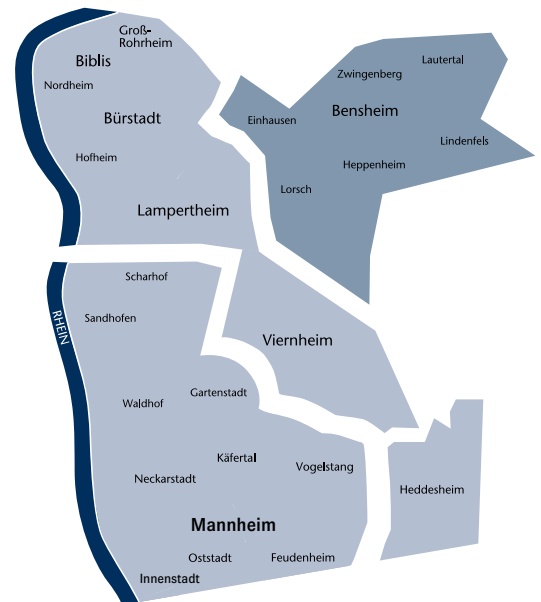 Groß-
Rohrheim
Biblis
Nordheim
Bürstadt
Hofheim
Lampertheim
Lautertal
Zwingenberg
Bensheim
Einhausen
Lindenfels
Heppenheim
Lorsch
Scharhof
RHEIN
Sandhofen
Viernheim
Gartenstadt
Waldhof
Käfertal
Vogelstang
Neckarstadt
Heddesheim
Mannheim
Oststadt
Feudenheim
Innenstadt